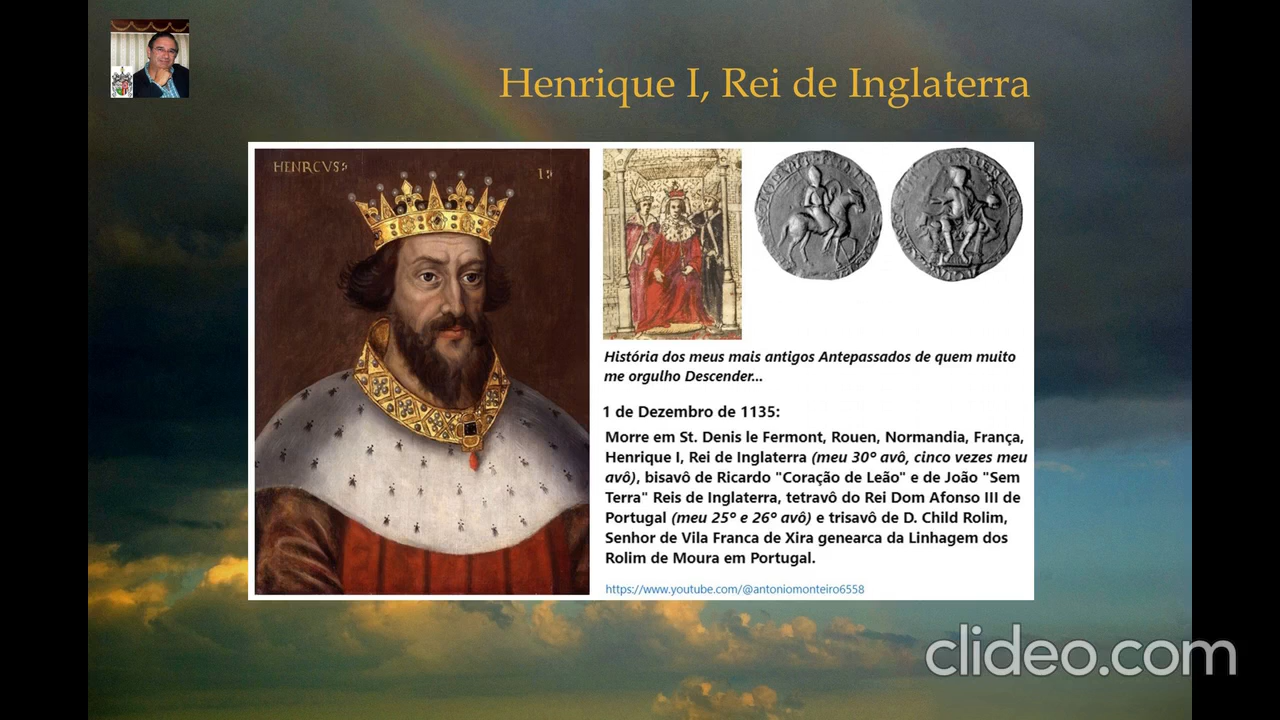 Henrique I, Rei de Inglaterra
HENRCVS
História dos meus mais antigos Antepassados de quem muito
me orgulho Descender...
1 de Dezembro de 1135:
Morre em St. Denis le Fermont, Rouen, Normandia, França,
Henrique I, Rei de Inglaterra (meu 30º avô, cinco vezes meu
avô), bisavô de Ricardo "Coração de Leão" e de João "Sem
Terra" Reis de Inglaterra, tetravô do Rei Dom Afonso III de
Portugal (meu 25º e 26º avô) e trisavô de D. Child Rolim,
Senhor de Vila Franca de Xira genearca da Linhagem dos
Rolim de Moura em Portugal.
https://www.youtube.com/@antoniomonteiro6558
clideo.com